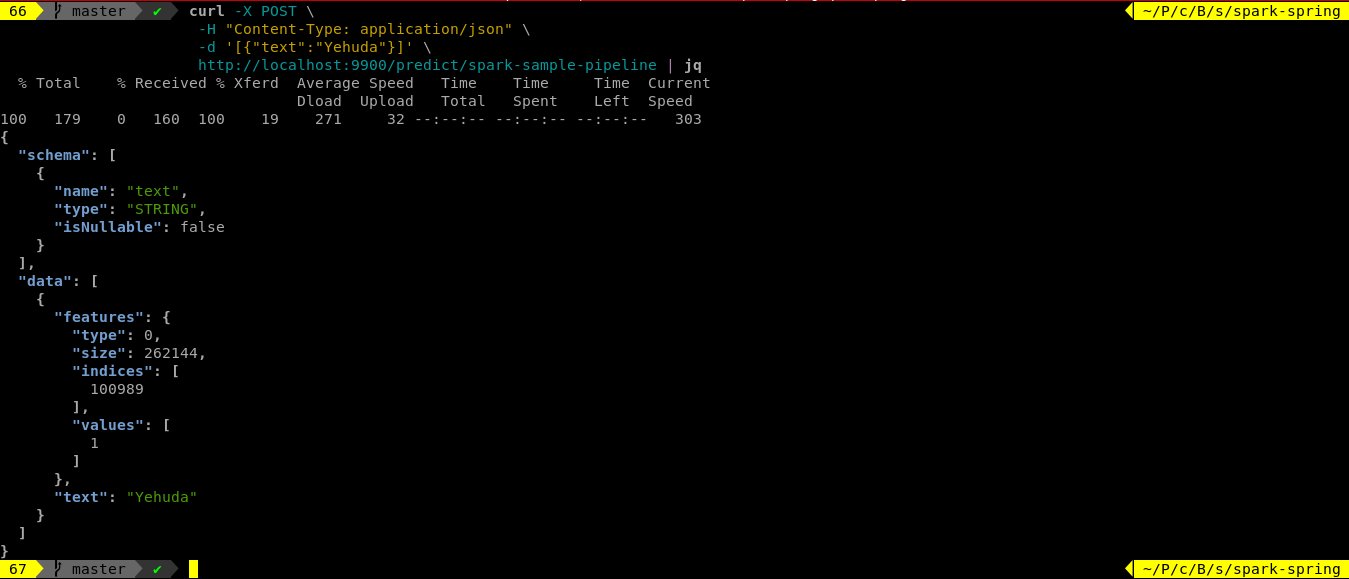 66 master ✔ curl -X POST \ ~/P/c/B/s/spark-spring
-H "Content-Type: application/json" \
-d '[{"text":"Yehuda"}]' \
http://localhost:9900/predict/spark-sample-pipeline | jq
% Total % Received % Xferd Average Speed Time Time Time Current
Dload Upload Total Spent Left Speed
100 179 0 160 100 19 271 32 --:--:-- --:--:-- --:--:-- 303
{
"schema": [
{
"name": "text",
"type": "STRING",
"isNullable": false
}
],
"data": [
{
"features": {
"type": 0,
"size": 262144,
"indices": [
100989
],
"values": [
1
]
},
"text": "Yehuda"
}
]
}
67 master ✔ ~/P/c/B/s/spark-spring